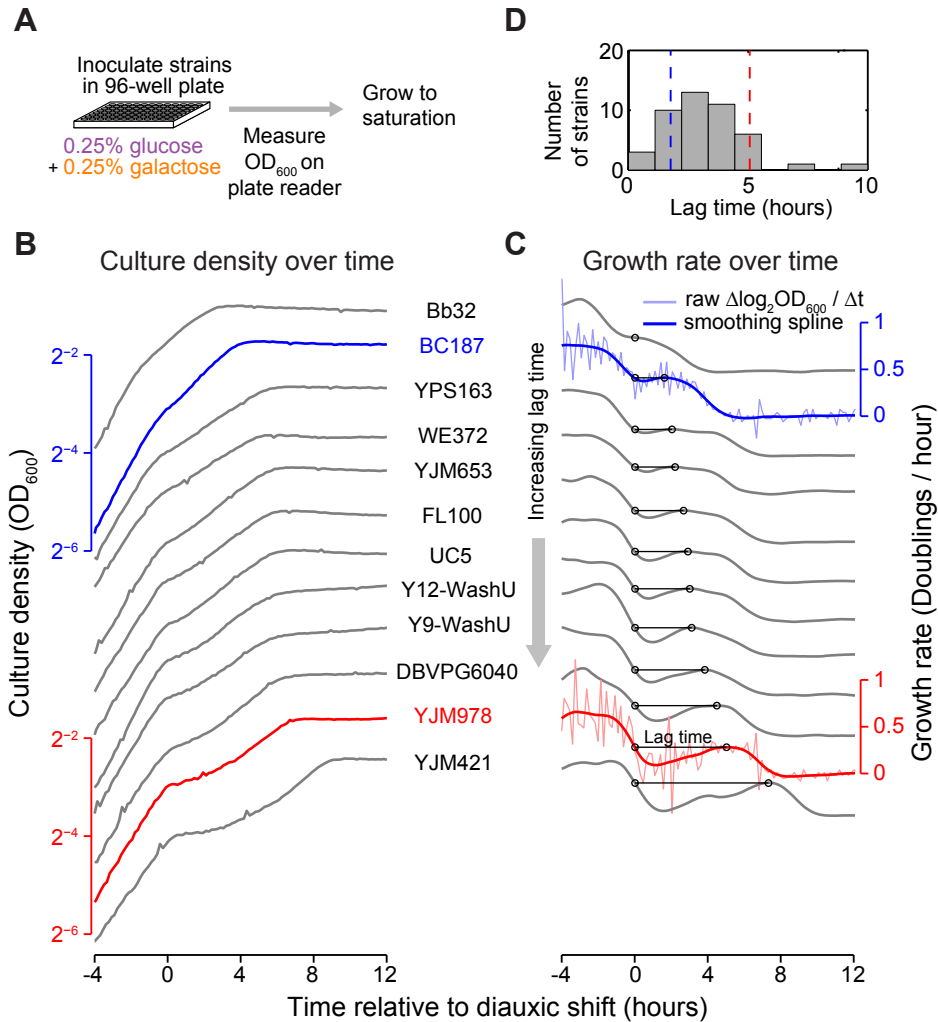 A
Inoculate strains
in 96-well plate
0.25% glucose
+ 0.25% galactose
Measure
OD600 on
plate reader
Grow to
saturation
D
Number
of strains
20
10
0
0
5
10
Lag time (hours)
B
Culture density over time
Culture density (OD600)
2⁻²
2⁻⁴
2⁻⁶
2⁻²
2⁻⁴
2⁻⁶
Bb32
BC187
YPS163
WE372
YJM653
FL100
UC5
Y12-WashU
Y9-WashU
DBVPG6040
YJM978
YJM421
-4
0
4
8
12
C
Growth rate over time
raw Δlog2OD600 / Δt
smoothing spline
Increasing lag time
1
0.5
0
Lag time
1
0.5
0
Growth rate (Doublings / hour)
-4
0
4
8
12
Time relative to diauxic shift (hours)